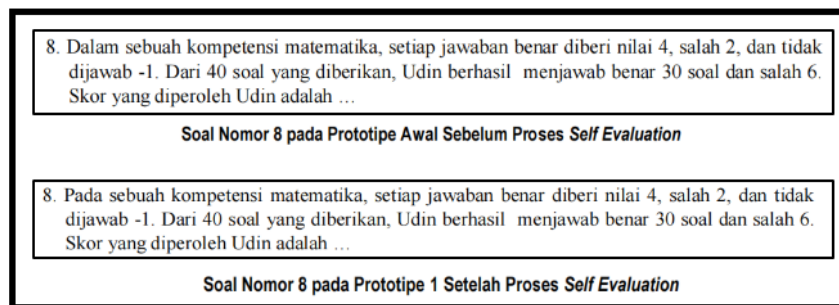 8. Dalam sebuah kompetensi matematika, setiap jawaban benar diberi nilai 4, salah 2, dan tidak
dijawab -1. Dari 40 soal yang diberikan, Udin berhasil menjawab benar 30 soal dan salah 6.
Skor yang diperoleh Udin adalah …
Soal Nomor 8 pada Prototipe Awal Sebelum Proses Self Evaluation
8. Pada sebuah kompetensi matematika, setiap jawaban benar diberi nilai 4, salah 2, dan tidak
dijawab -1. Dari 40 soal yang diberikan, Udin berhasil menjawab benar 30 soal dan salah 6.
Skor yang diperoleh Udin adalah …
Soal Nomor 8 pada Prototipe 1 Setelah Proses Self Evaluation